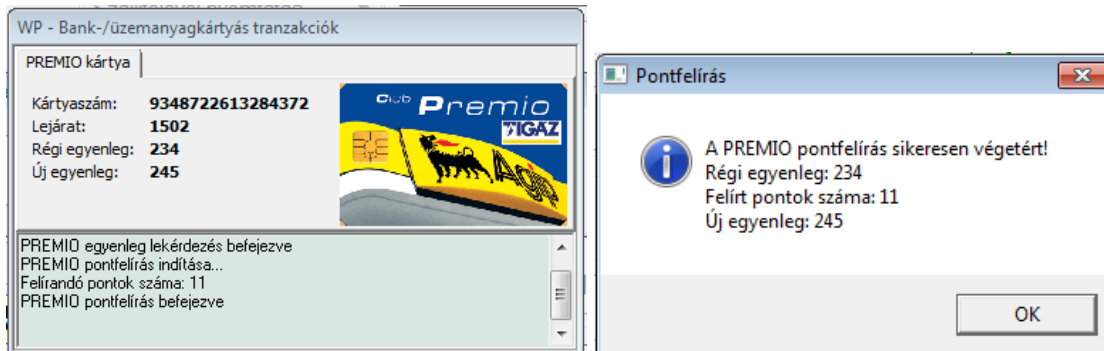 WP - Bank-/üzemanyagkártyás tranzakciók
PREMIO kártya
Kártyaszám: 9348722613284372
Lejárat: 1502
Régi egyenleg: 234
Új egyenleg: 245
Club Premio
TIGAZ
Agip
PREMIO egyenleg lekérdezés befejezve
PREMIO pontfelírás indítása...
Felírandó pontok száma: 11
PREMIO pontfelírás befejezve
Pontfelírás
A PREMIO pontfelírás sikeresen végetért!
Régi egyenleg: 234
Felírt pontok száma: 11
Új egyenleg: 245
OK